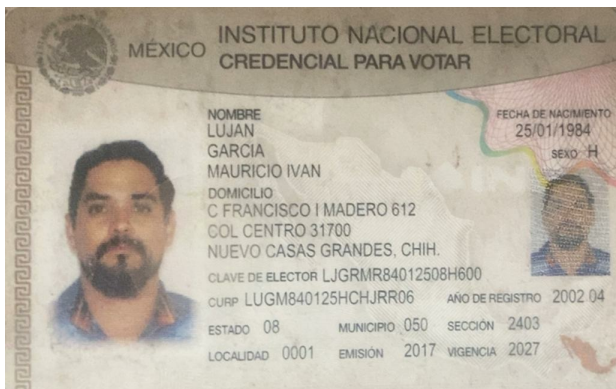 MÉXICO INSTITUTO NACIONAL ELECTORAL
CREDENCIAL PARA VOTAR
NOMBRE
LUJAN
GARCIA
MAURICIO IVAN
FECHA DE NACIMIENTO
25/01/1984
SEXO H
DOMICILIO
C FRANCISCO I MADERO 612
COL CENTRO 31700
NUEVO CASAS GRANDES, CHIH.
CLAVE DE ELECTOR LJGRMR84012508H600
CURP LUGM840125HCHJRR06 AÑO DE REGISTRO 2002 04
ESTADO 08 MUNICIPIO 050 SECCIÓN 2403
LOCALIDAD 0001 EMISIÓN 2017 VIGENCIA 2027